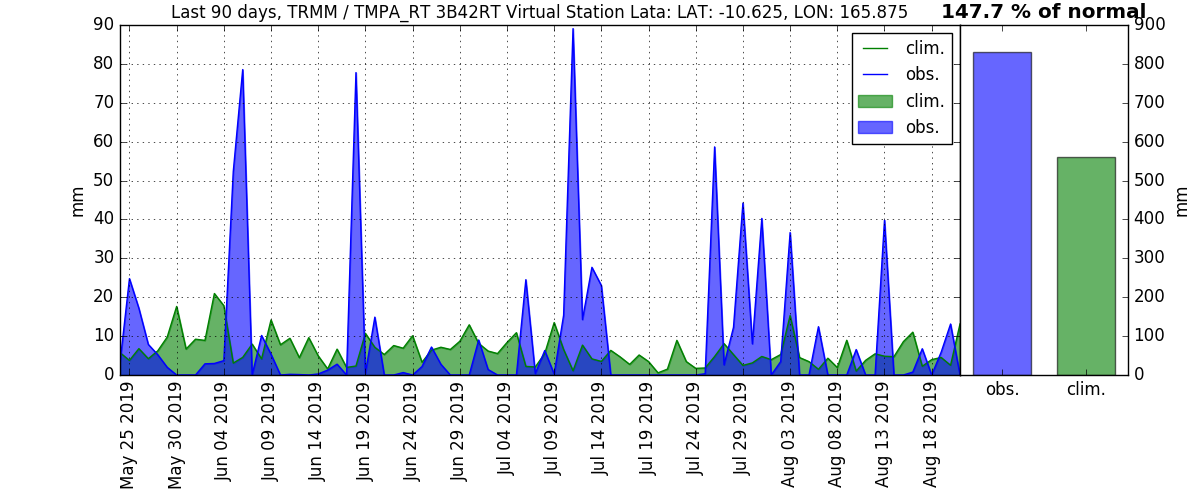 Last 90 days, TRMM / TMPA_RT 3B42RT Virtual Station Lata: LAT: -10.625, LON: 165.875
147.7 % of normal
90
80
70
60
50
40
30
20
10
0
mm
clim.
obs.
clim.
obs.
900
800
700
600
500
400
300
200
100
0
mm
obs.
clim.
May 25 2019
May 30 2019
Jun 04 2019
Jun 09 2019
Jun 14 2019
Jun 19 2019
Jun 24 2019
Jun 29 2019
Jul 04 2019
Jul 09 2019
Jul 14 2019
Jul 19 2019
Jul 24 2019
Jul 29 2019
Aug 03 2019
Aug 08 2019
Aug 13 2019
Aug 18 2019